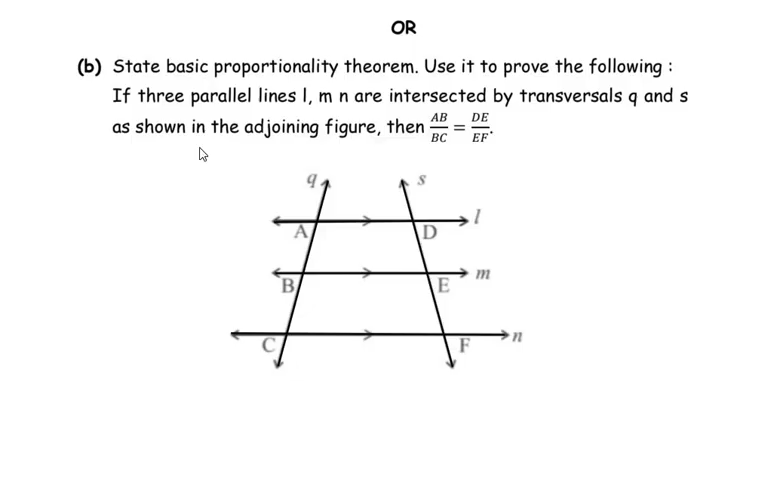 OR
(b) State basic proportionality theorem. Use it to prove the following :
If three parallel lines l, m n are intersected by transversals q and s
as shown in the adjoining figure, then AB/BC = DE/EF.
q s
l
A D
m
B E
n
C F